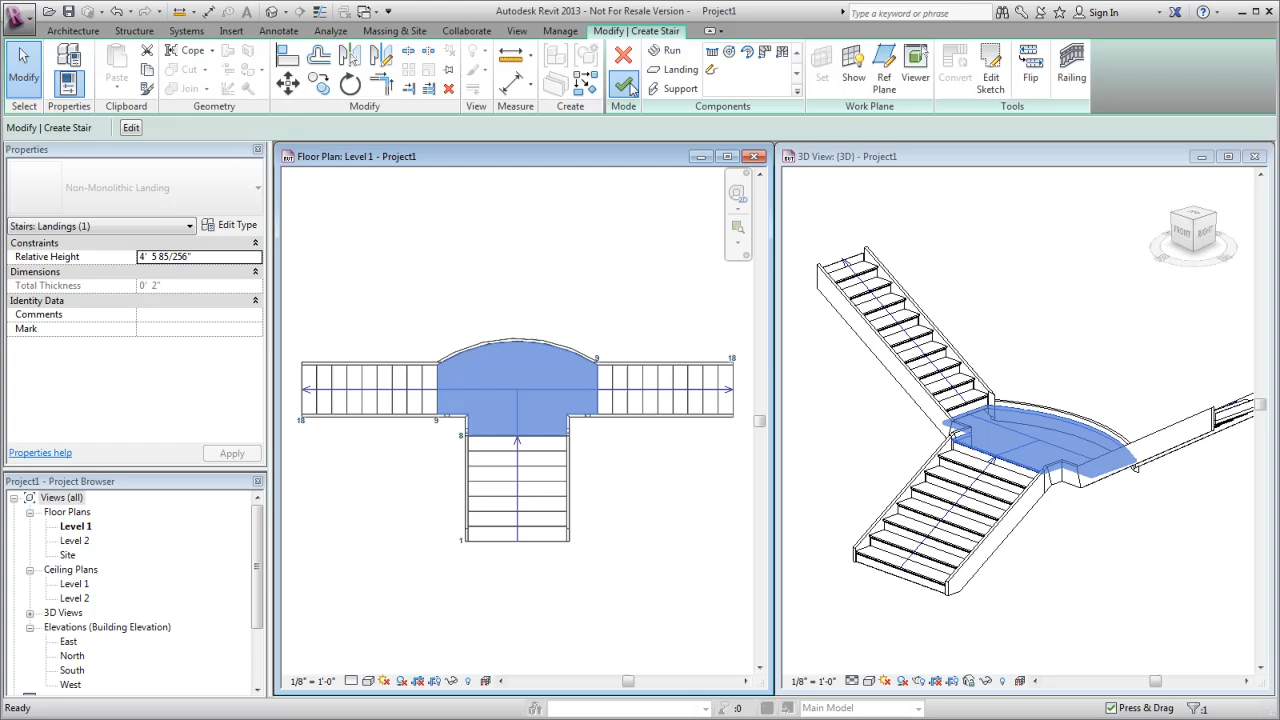 Autodesk Revit 2013 - Not For Resale Version - Project1
Type a keyword or phrase
Sign In
Architecture Structure Systems Insert Annotate Analyze Massing & Site Collaborate View Manage Modify | Create Stair
Modify
Paste
Cope
Cut
Join
Run
Landing
Support
Set
Show
Ref Plane
Viewer
Convert
Edit Sketch
Flip
Railing
Select Properties Clipboard Geometry Modify View Measure Create Mode Components Work Plane Tools
Modify | Create Stair Edit
Properties
Non-Monolithic Landing
Stairs: Landings (1) Edit Type
Constraints
Relative Height 4' 5 85/256"
Dimensions
Total Thickness 0' 2"
Identity Data
Comments
Mark
Properties help Apply
Project1 - Project Browser
Views (all)
Floor Plans
Level 1
Level 2
Site
Ceiling Plans
Level 1
Level 2
3D Views
Elevations (Building Elevation)
East
North
South
West
Floor Plan: Level 1 - Project1
2D
9 18
18 9
8
1
1/8" = 1'-0"
3D View: {3D} - Project1
FRONT RIGHT
1/8" = 1'-0"
Ready
:0
Main Model
Press & Drag
:1